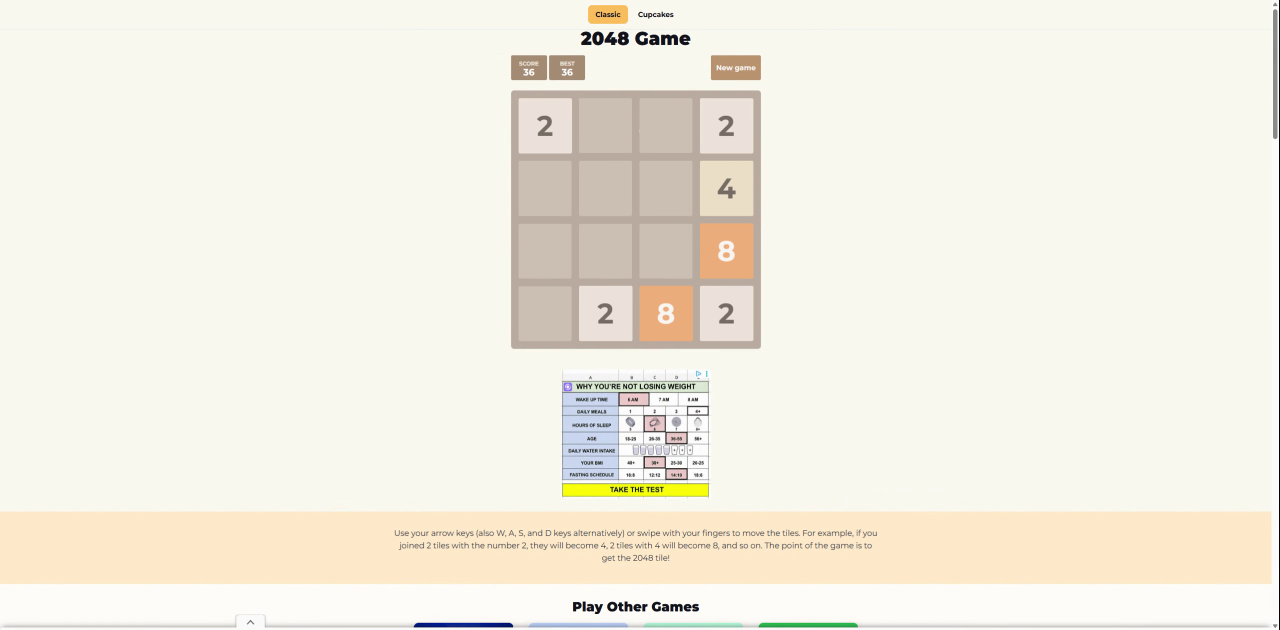 Classic Cupcakes
2048 Game
SCORE BEST
36 36
New game
2 2
4
8
2 8 2
A B C D
WHY YOU'RE NOT LOSING WEIGHT
WAKE UP TIME 6 AM 7 AM 8 AM
DAILY MEALS 1 2 3 4+
HOURS OF SLEEP
AGE 18-25 26-35 36-55 56+
DAILY WATER INTAKE
YOUR BMI 40+ 30+ 25-30 20-25
FASTING SCHEDULE 16:8 12:12 14:10 18:6
TAKE THE TEST
Use your arrow keys (also W, A, S, and D keys alternatively) or swipe with your fingers to move the tiles. For example, if you
joined 2 tiles with the number 2, they will become 4, 2 tiles with 4 will become 8, and so on. The point of the game is to
get the 2048 tile!
Play Other Games